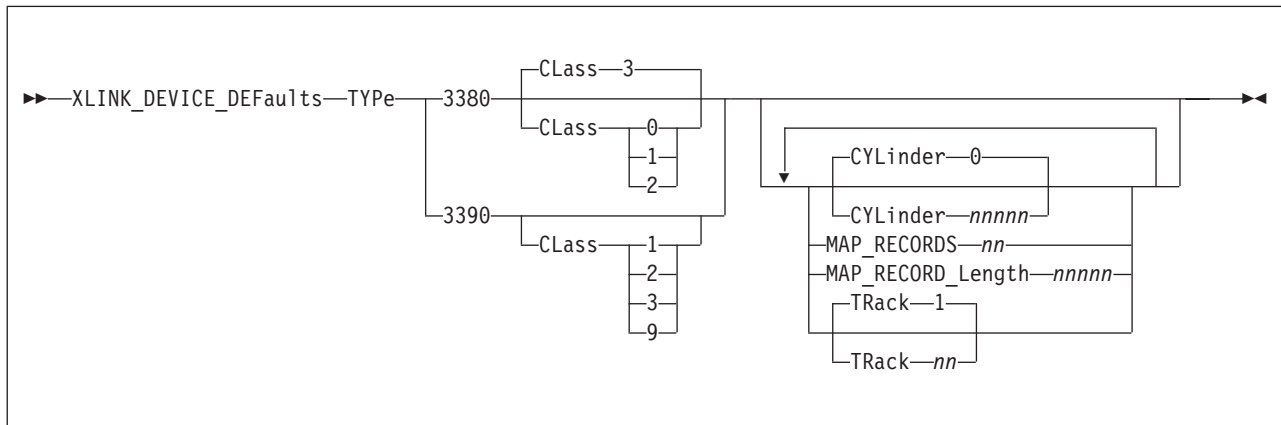 CLass 3
XLINK_DEVICE_DEFaults TYPe 3380
CLass 0
1
2
3390
CLass 1
2
3
9
CYLinder 0
CYLinder nnnnn
MAP_RECORDS nn
MAP_RECORD_Length nnnnn
TRack 1
TRack nn